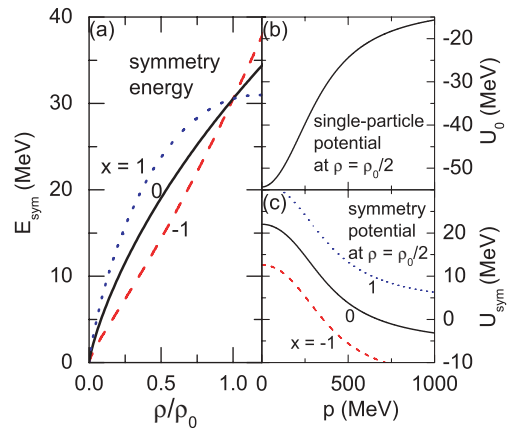 (a)
symmetry
energy
x = 1
0
-1
40
30
20
10
0
E_sym (MeV)
0.0
0.5
1.0
ρ/ρ₀
(b)
single-particle
potential
at ρ = ρ₀/2
-20
-30
-40
-50
U₀ (MeV)
(c)
symmetry
potential
at ρ = ρ₀/2
1
0
x = -1
20
10
0
-10
U_sym (MeV)
0
500
1000
p (MeV)